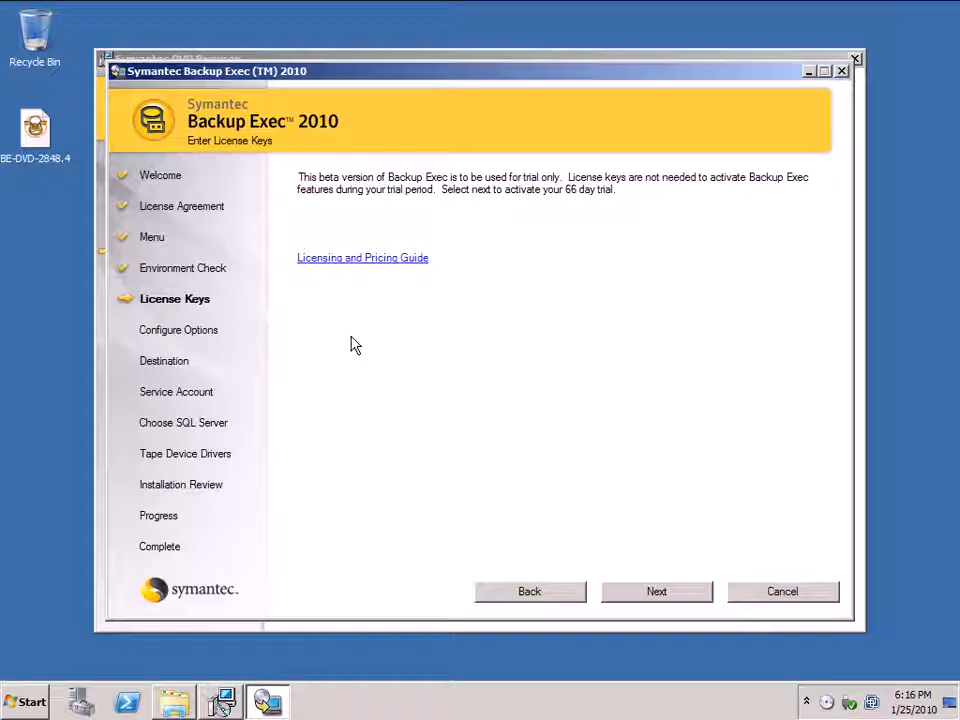 Recycle Bin
BE-DVD-2848.4
Symantec DVD Browser
Symantec Backup Exec (TM) 2010
Symantec
Backup Exec™ 2010
Enter License Keys
Welcome
License Agreement
Menu
Environment Check
License Keys
Configure Options
Destination
Service Account
Choose SQL Server
Tape Device Drivers
Installation Review
Progress
Complete
symantec.
This beta version of Backup Exec is to be used for trial only. License keys are not needed to activate Backup Exec
features during your trial period. Select next to activate your 66 day trial.
Licensing and Pricing Guide
Back
Next
Cancel
Start
6:16 PM
1/25/2010